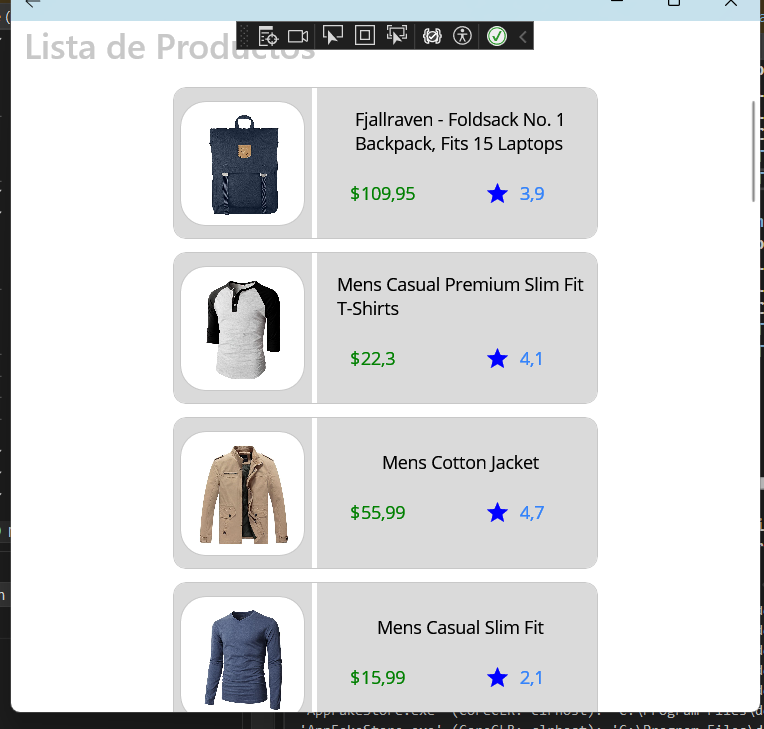 Lista de Productos
Fjallraven - Foldsack No. 1
Backpack, Fits 15 Laptops
$109,95
3,9
Mens Casual Premium Slim Fit
T-Shirts
$22,3
4,1
Mens Cotton Jacket
$55,99
4,7
Mens Casual Slim Fit
$15,99
2,1